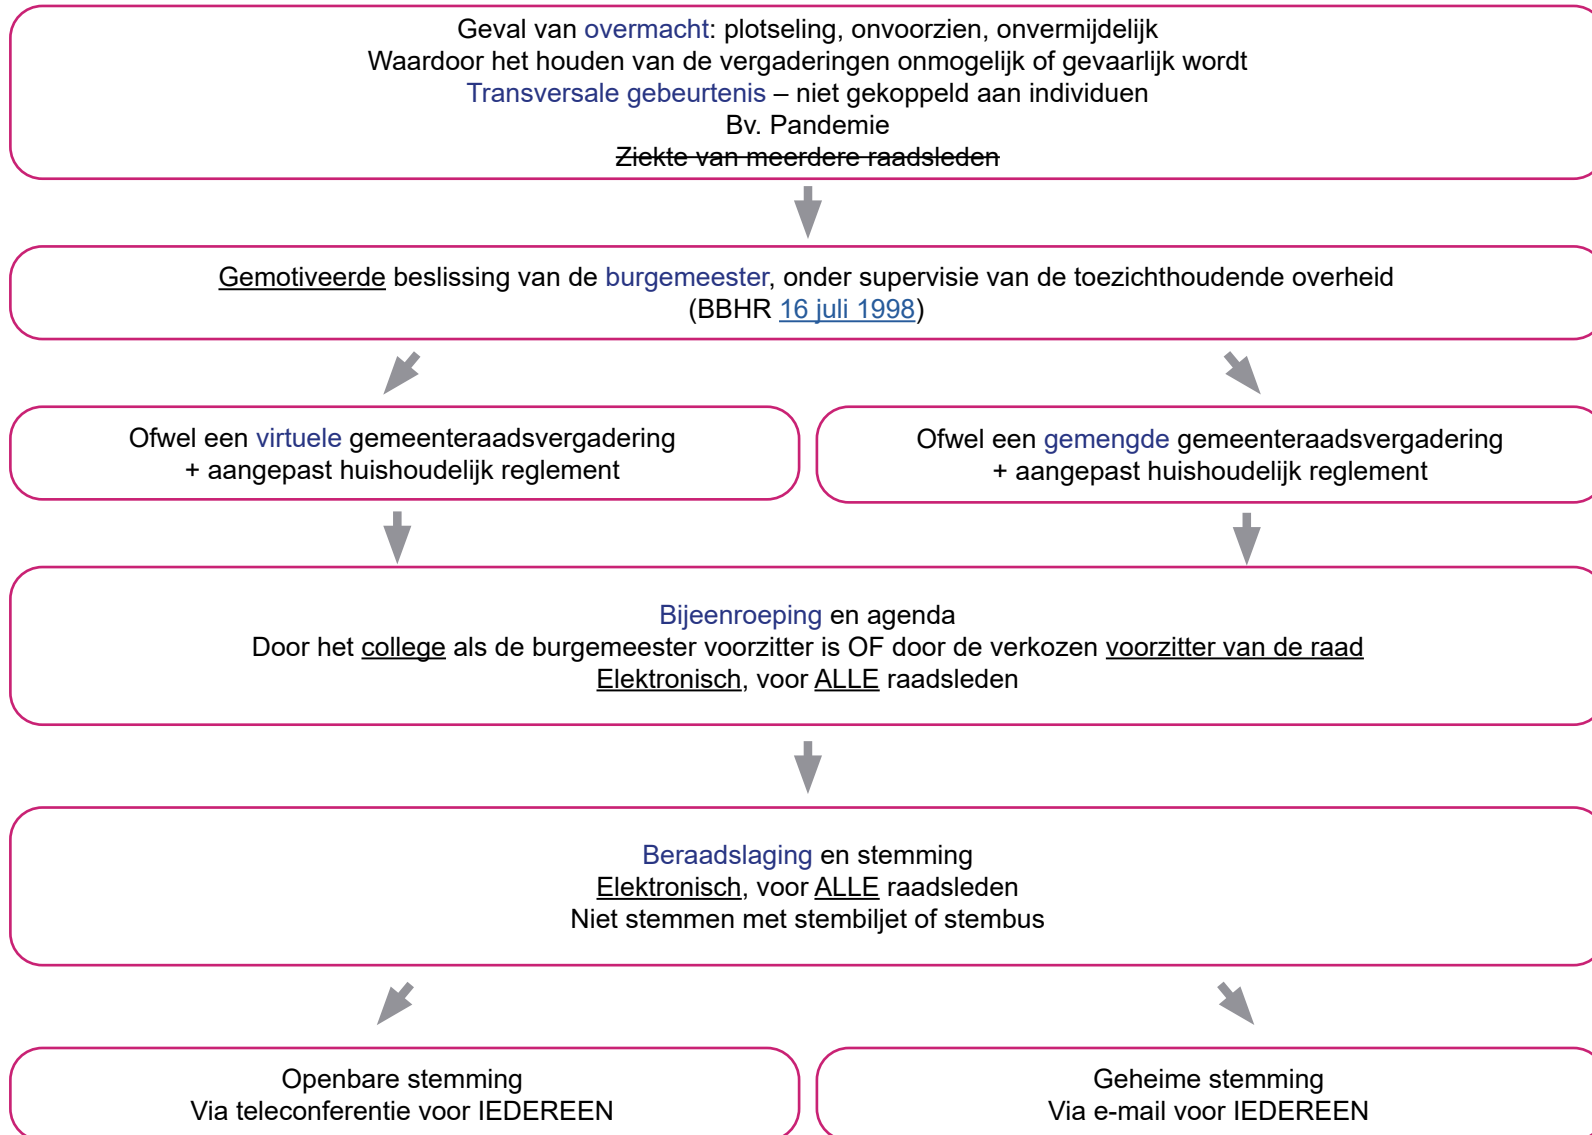 Geval van overmacht: plotseling, onvoorzien, onvermijdelijk
Waardoor het houden van de vergaderingen onmogelijk of gevaarlijk wordt
Transversale gebeurtenis – niet gekoppeld aan individuen
Bv. Pandemie
Ziekte van meerdere raadsleden
Gemotiveerde beslissing van de burgemeester, onder supervisie van de toezichthoudende overheid
(BBHR 16 juli 1998)
Ofwel een virtuele gemeenteraadsvergadering
+ aangepast huishoudelijk reglement
Ofwel een gemengde gemeenteraadsvergadering
+ aangepast huishoudelijk reglement
Bijeenroeping en agenda
Door het college als de burgemeester voorzitter is OF door de verkozen voorzitter van de raad
Elektronisch, voor ALLE raadsleden
Beraadslaging en stemming
Elektronisch, voor ALLE raadsleden
Niet stemmen met stembiljet of stembus
Openbare stemming
Via teleconferentie voor IEDEREEN
Geheime stemming
Via e-mail voor IEDEREEN